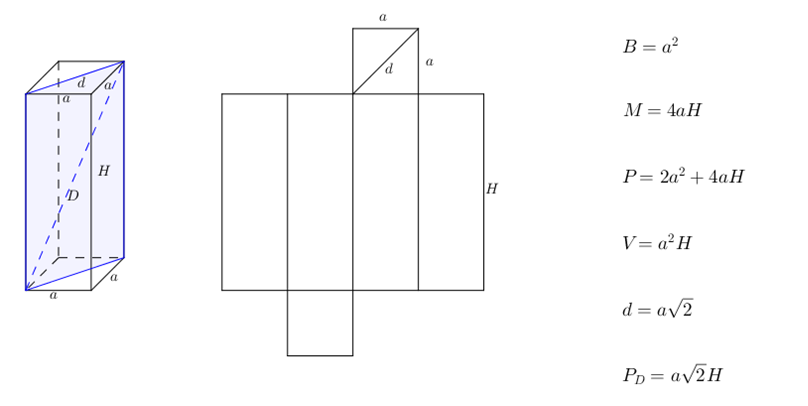 a
d
a
a
H
D
a
a
a
d
a
H
B = a²
M = 4aH
P = 2a² + 4aH
V = a²H
d = a√2
P_D = a√2H